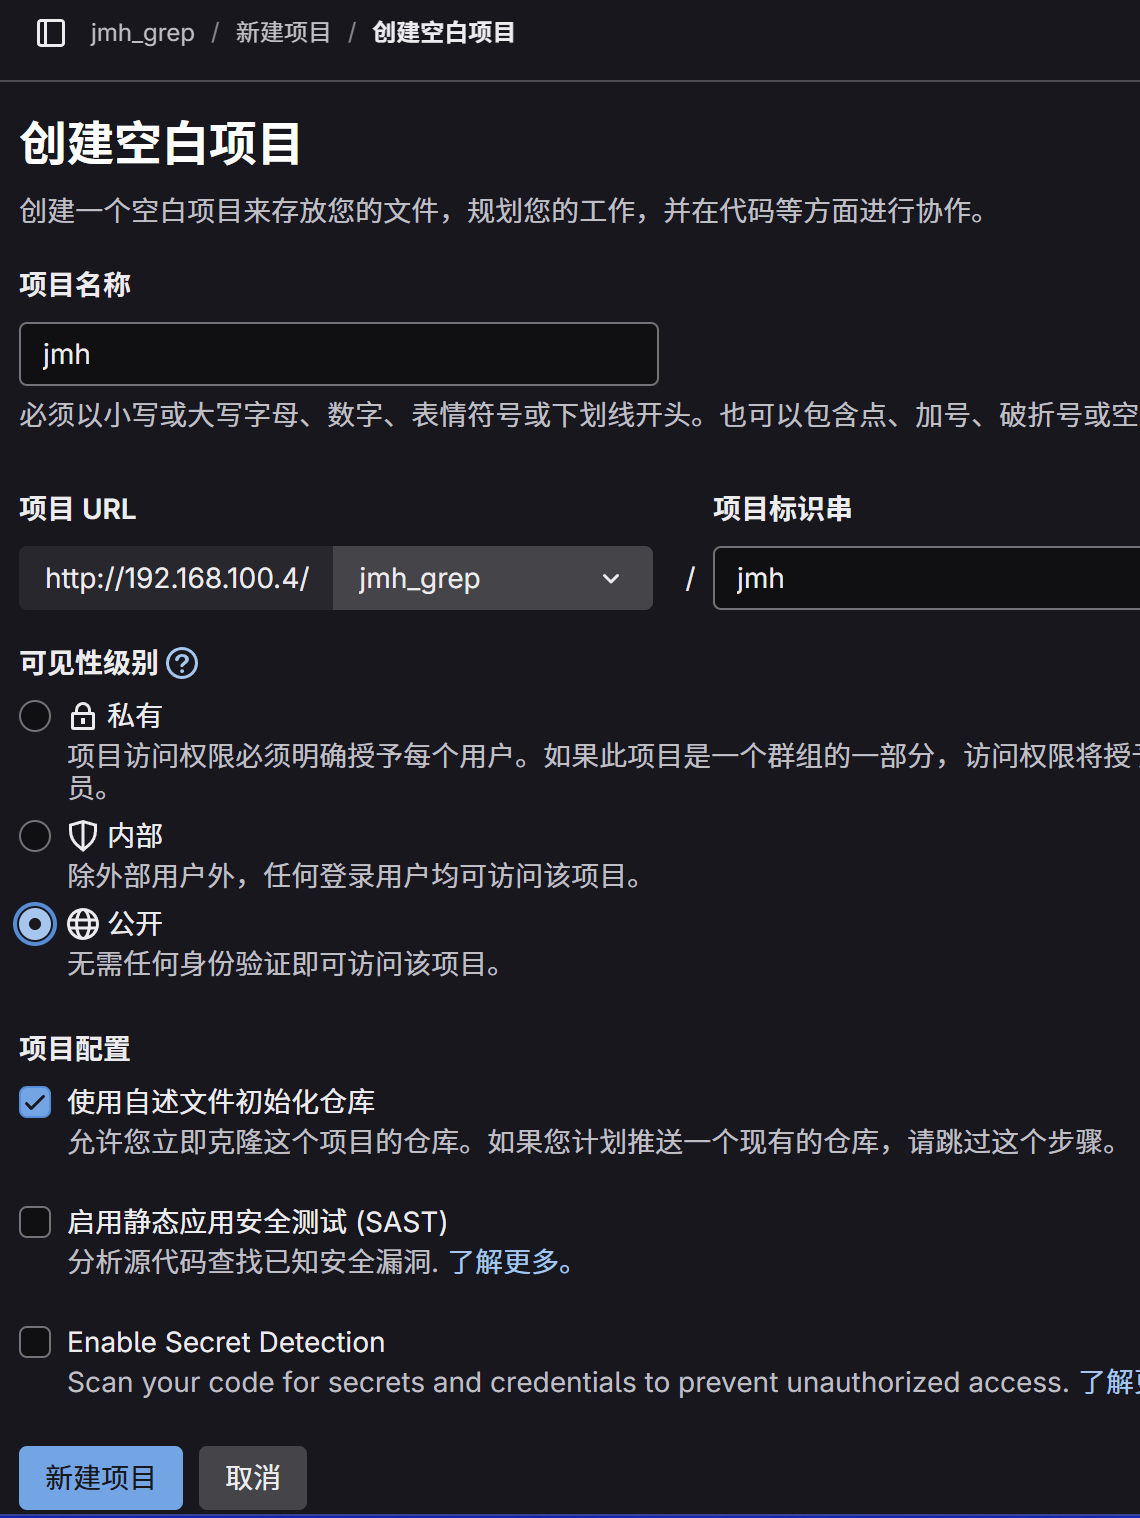 jmh_grep / 新建项目 / 创建空白项目
创建空白项目
创建一个空白项目来存放您的文件，规划您的工作，并在代码等方面进行协作。
项目名称
jmh
必须以小写或大写字母、数字、表情符号或下划线开头。也可以包含点、加号、破折号或空
项目 URL
项目标识串
http://192.168.100.4/ jmh_grep / jmh
可见性级别
私有
项目访问权限必须明确授予每个用户。如果此项目是一个群组的一部分，访问权限将授予
员。
内部
除外部用户外，任何登录用户均可访问该项目。
公开
无需任何身份验证即可访问该项目。
项目配置
使用自述文件初始化仓库
允许您立即克隆这个项目的仓库。如果您计划推送一个现有的仓库，请跳过这个步骤。
启用静态应用安全测试 (SAST)
分析源代码查找已知安全漏洞. 了解更多。
Enable Secret Detection
Scan your code for secrets and credentials to prevent unauthorized access. 了解更
新建项目 取消